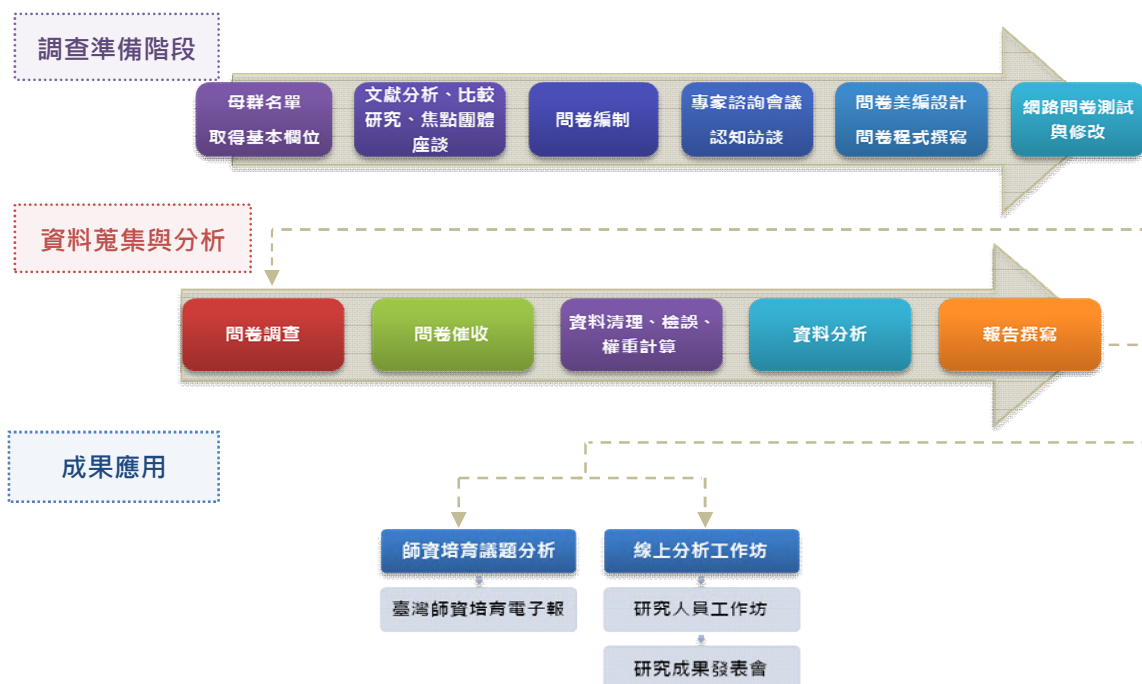 調查準備階段
母群名單
取得基本欄位
文獻分析、比較
研究、焦點團體
座談
問卷編制
專家諮詢會議
認知訪談
問卷美編設計
問卷程式撰寫
網路問卷測試
與修改
資料蒐集與分析
問卷調查
問卷催收
資料清理、檢誤、
權重計算
資料分析
報告撰寫
成果應用
師資培育議題分析
臺灣師資培育電子報
線上分析工作坊
研究人員工作坊
研究成果發表會